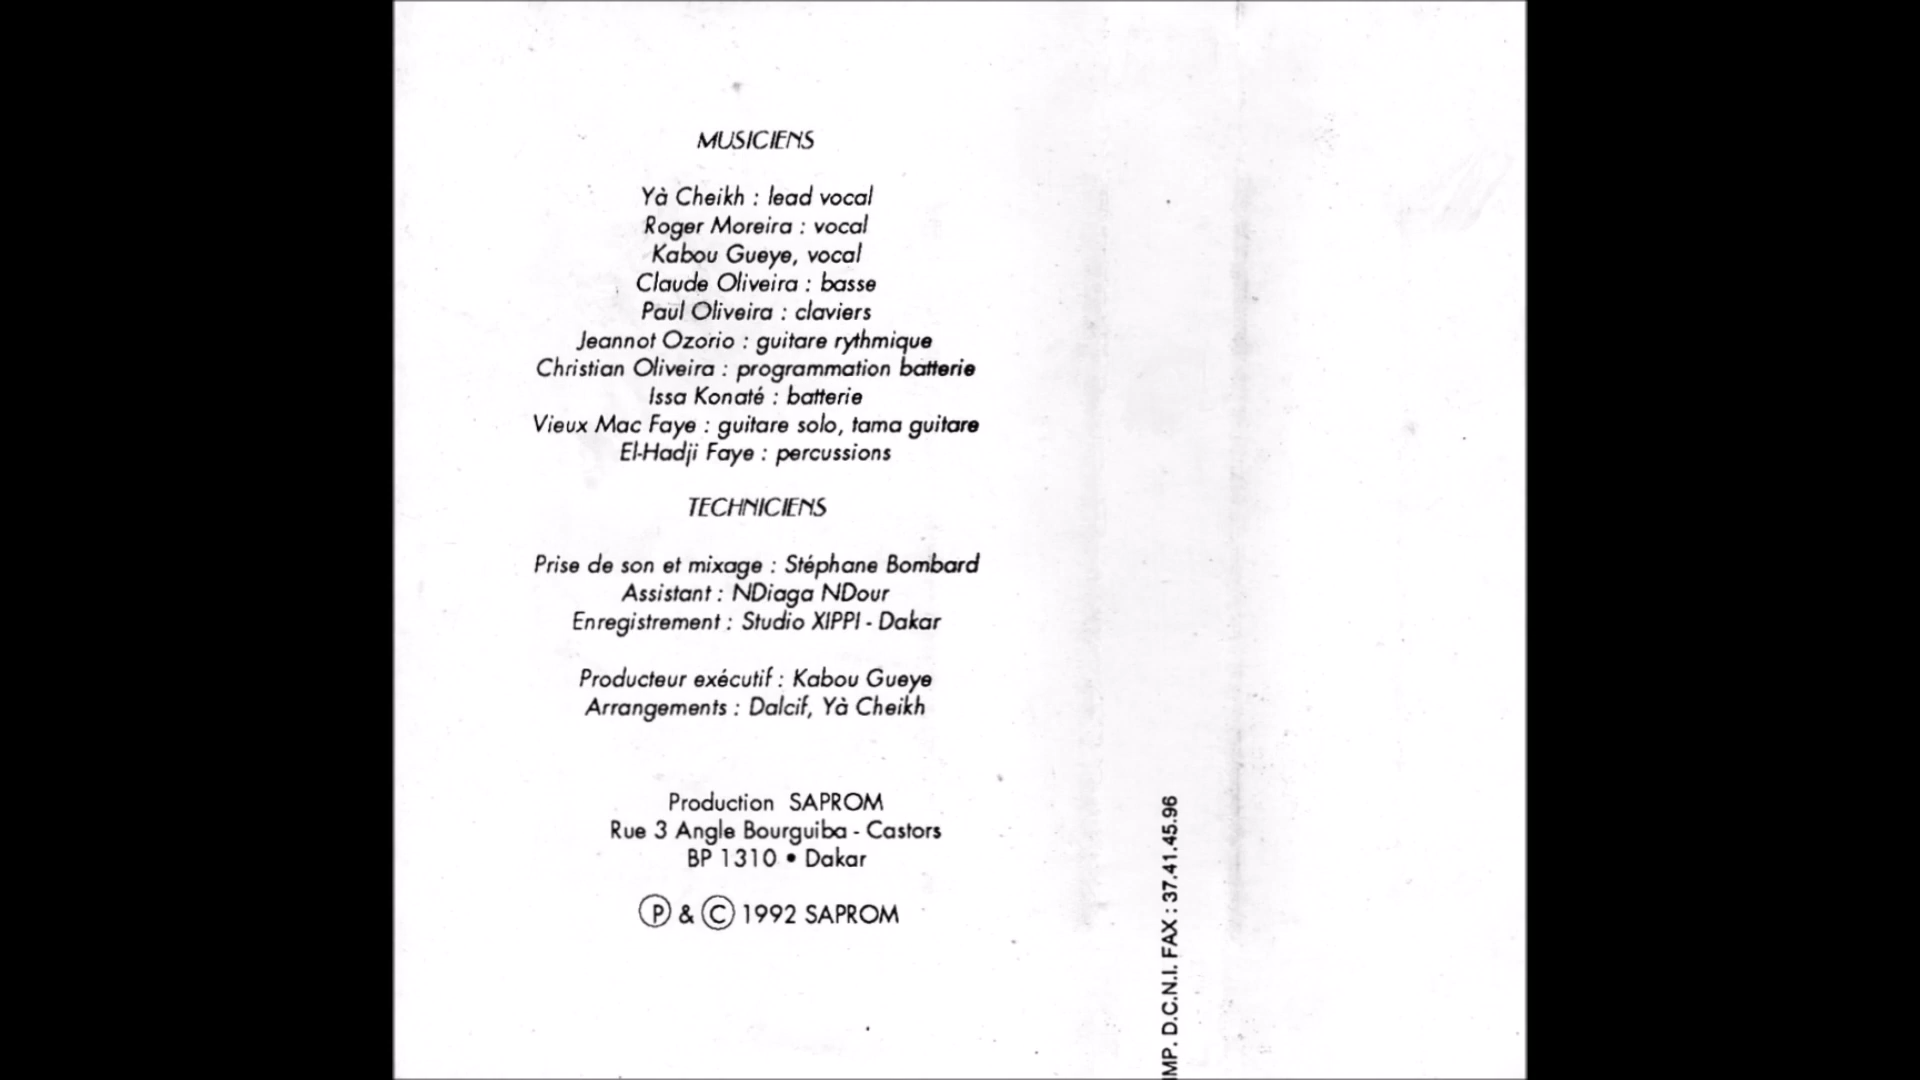 MUSICIENS
Yà Cheikh : lead vocal
Roger Moreira : vocal
Kabou Gueye, vocal
Claude Oliveira : basse
Paul Oliveira : claviers
Jeannot Ozorio : guitare rythmique
Christian Oliveira : programmation batterie
Issa Konaté : batterie
Vieux Mac Faye : guitare solo, tama guitare
El-Hadji Faye : percussions
TECHNICIENS
Prise de son et mixage : Stéphane Bombard
Assistant : NDiaga NDour
Enregistrement : Studio XIPPI - Dakar
Producteur exécutif : Kabou Gueye
Arrangements : Dalcif, Yà Cheikh
Production SAPROM
Rue 3 Angle Bourguiba - Castors
BP 1310 • Dakar
Ⓟ & Ⓒ 1992 SAPROM
IMP. D.C.N.I. FAX : 37.41.45.96